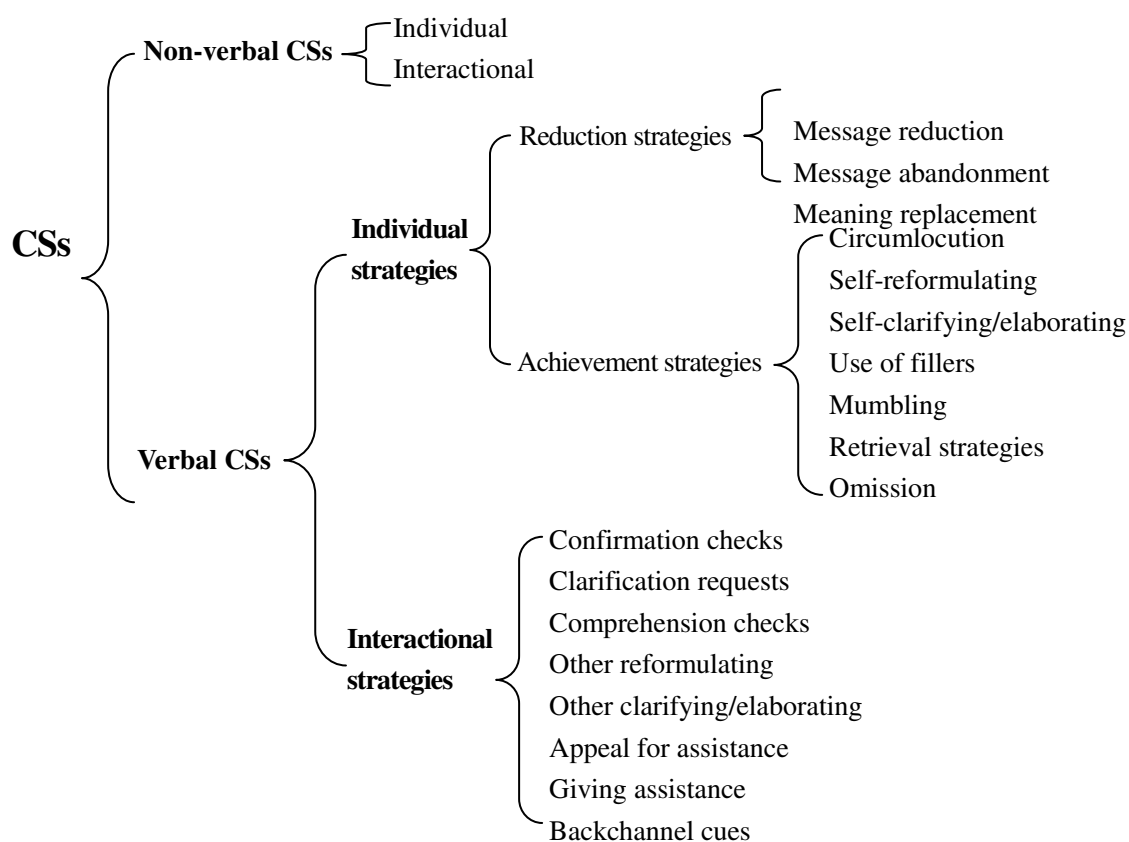 CSs
Non-verbal CSs
Individual
Interactional
Verbal CSs
Individual
strategies
Reduction strategies
Message reduction
Message abandonment
Meaning replacement
Achievement strategies
Circumlocution
Self-reformulating
Self-clarifying/elaborating
Use of fillers
Mumbling
Retrieval strategies
Omission
Interactional
strategies
Confirmation checks
Clarification requests
Comprehension checks
Other reformulating
Other clarifying/elaborating
Appeal for assistance
Giving assistance
Backchannel cues